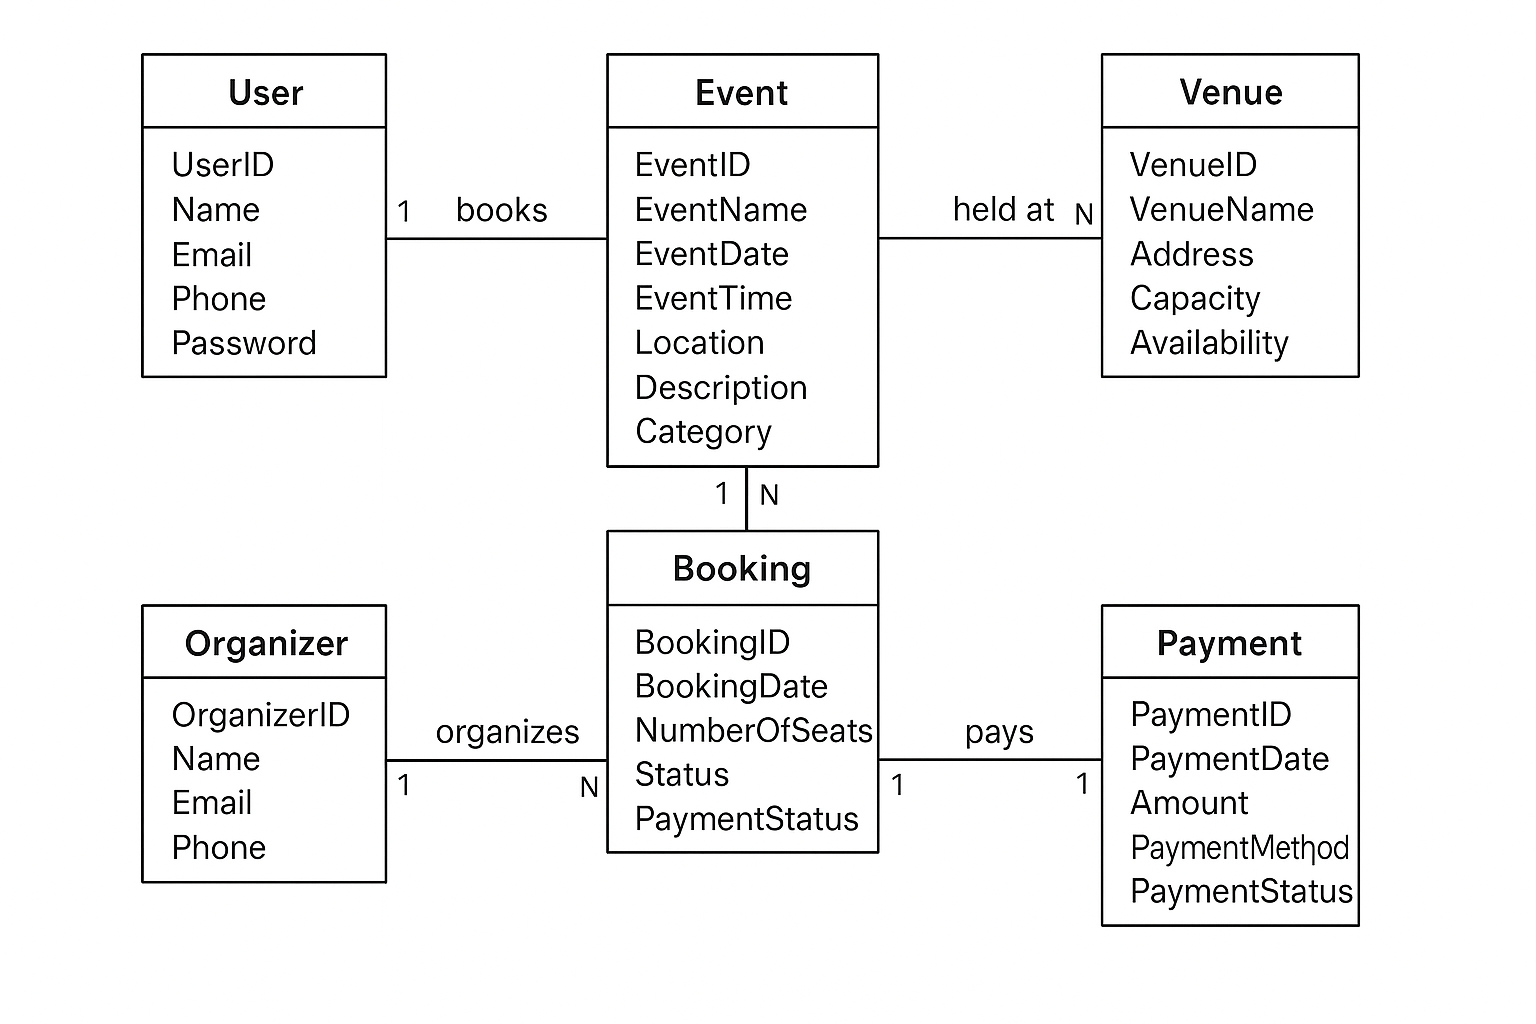 User
UserID
Name
Email
Phone
Password
1 books
Event
EventID
EventName
EventDate
EventTime
Location
Description
Category
held at N
Venue
VenueID
VenueName
Address
Capacity
Availability
1 N
Organizer
OrganizerID
Name
Email
Phone
organizes
1 N
Booking
BookingID
BookingDate
NumberOfSeats
Status
PaymentStatus
pays
1 1
Payment
PaymentID
PaymentDate
Amount
PaymentMethod
PaymentStatus